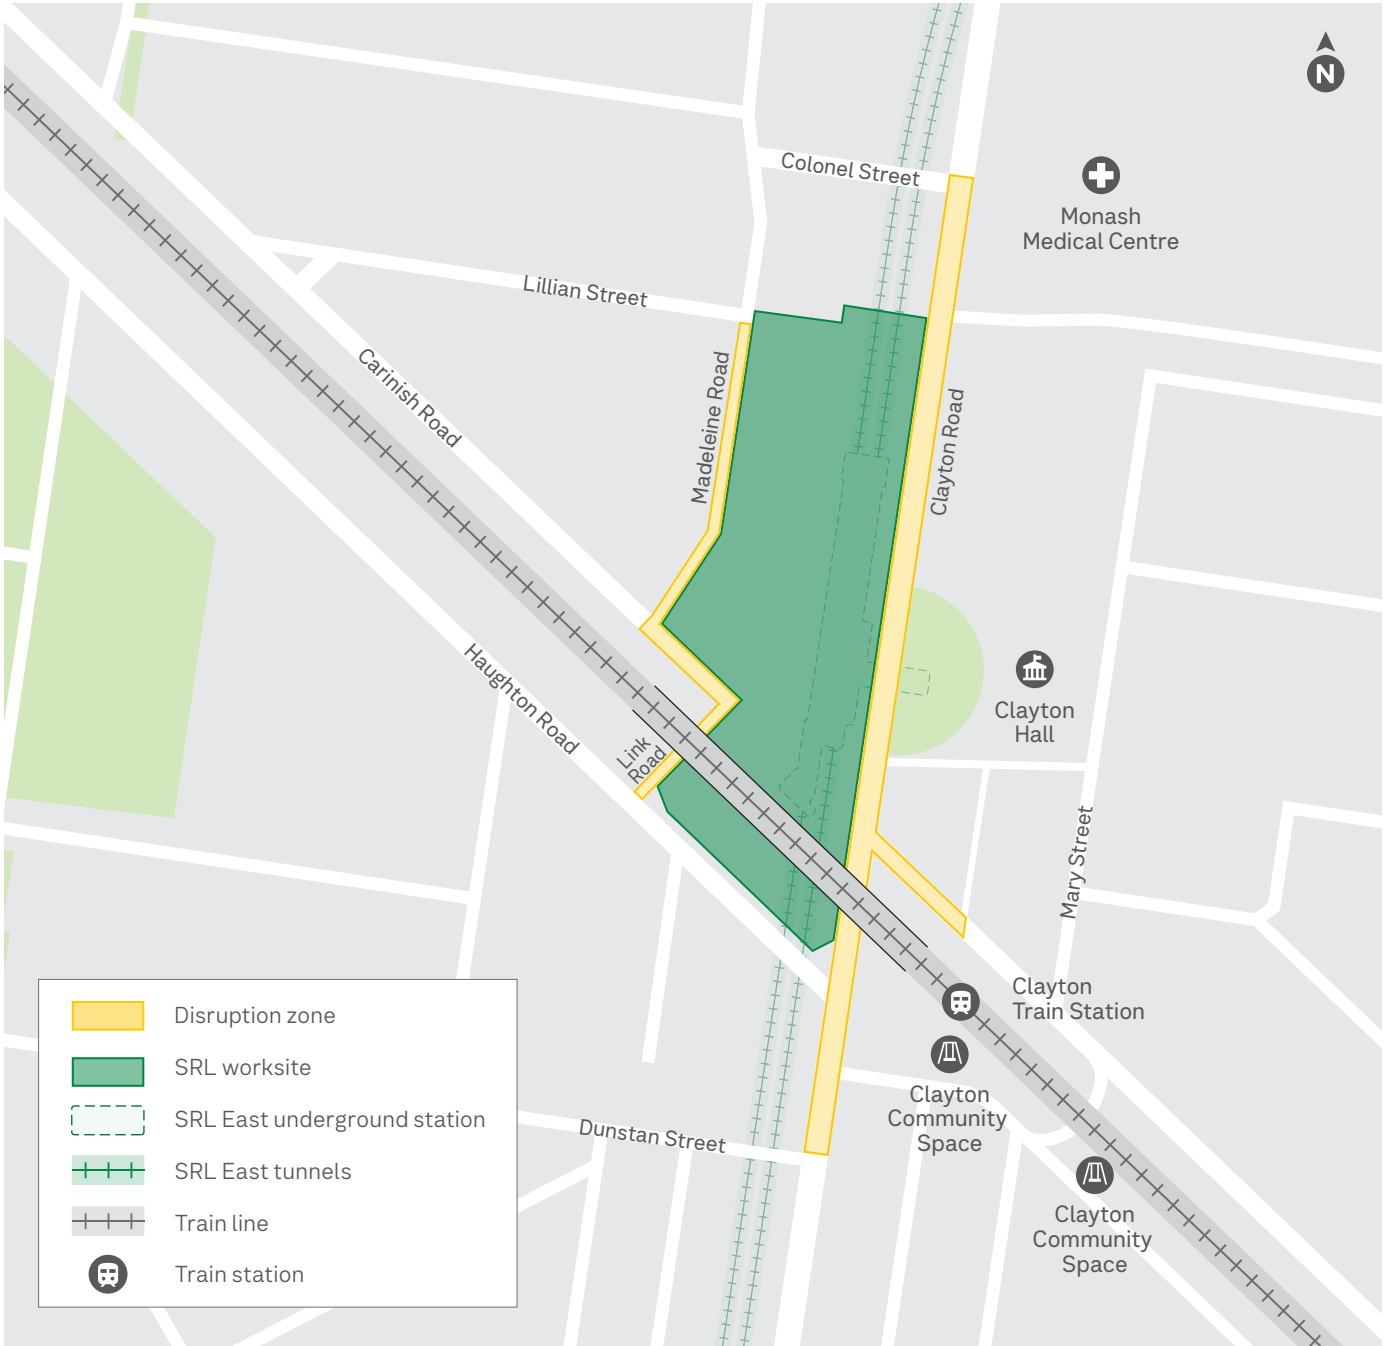 N
Colonel Street
Monash
Medical Centre
Lillian Street
Carinish Road
Madeleine Road
Clayton Road
Haughton Road
Link
Road
Clayton
Hall
Mary Street
Clayton
Train Station
Clayton
Community
Space
Dunstan Street
Clayton
Community
Space
Disruption zone
SRL worksite
SRL East underground station
SRL East tunnels
Train line
Train station